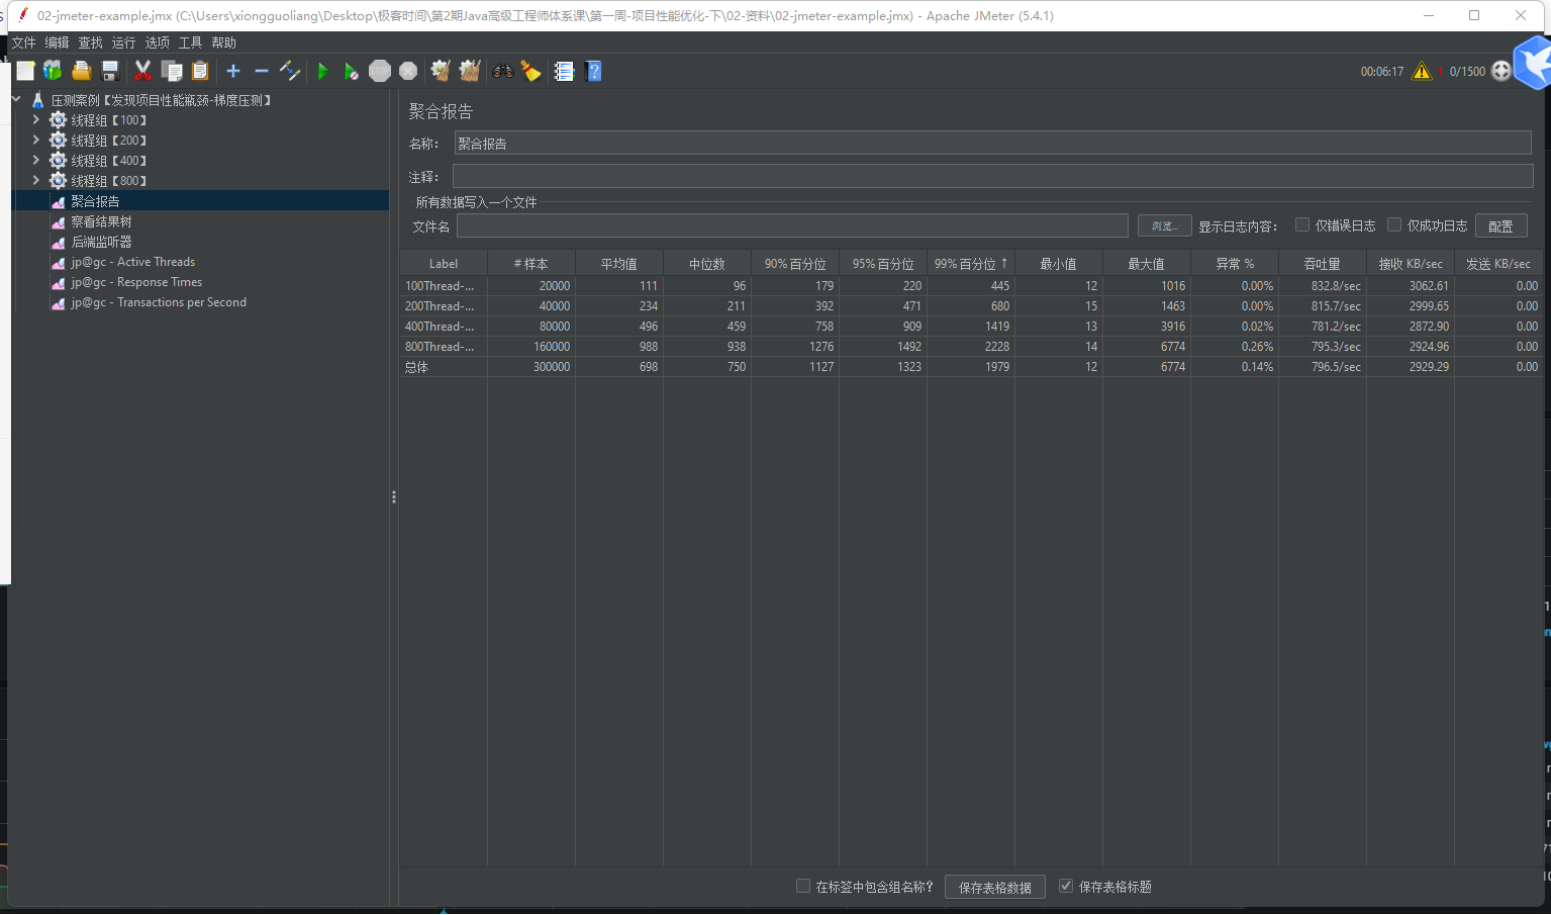 02-jmeter-example.jmx (C:\Users\xiongguoliang\Desktop\极客时间\第2期Java高级工程师体系课\第一周-项目性能优化-下\02-资料\02-jmeter-example.jmx) - Apache JMeter (5.4.1)
文件 编辑 查找 运行 选项 工具 帮助
00:06:17 1 0/1500
压测案例【发现项目性能瓶颈-梯度压测】
线程组【100】
线程组【200】
线程组【400】
线程组【800】
聚合报告
察看结果树
后端监听器
jp@gc - Active Threads
jp@gc - Response Times
jp@gc - Transactions per Second
聚合报告
名称： 聚合报告
注释：
所有数据写入一个文件
文件名 浏览... 显示日志内容： 仅错误日志 仅成功日志 配置
Label # 样本 平均值 中位数 90% 百分位 95% 百分位 99% 百分位 ↑ 最小值 最大值 异常 % 吞吐量 接收 KB/sec 发送 KB/sec
100Thread-... 20000 111 96 179 220 445 12 1016 0.00% 832.8/sec 3062.61 0.00
200Thread-... 40000 234 211 392 471 680 15 1463 0.00% 815.7/sec 2999.65 0.00
400Thread-... 80000 496 459 758 909 1419 13 3916 0.02% 781.2/sec 2872.90 0.00
800Thread-... 160000 988 938 1276 1492 2228 14 6774 0.26% 795.3/sec 2924.96 0.00
总体 300000 698 750 1127 1323 1979 12 6774 0.14% 796.5/sec 2929.29 0.00
在标签中包含组名称? 保存表格数据 保存表格标题